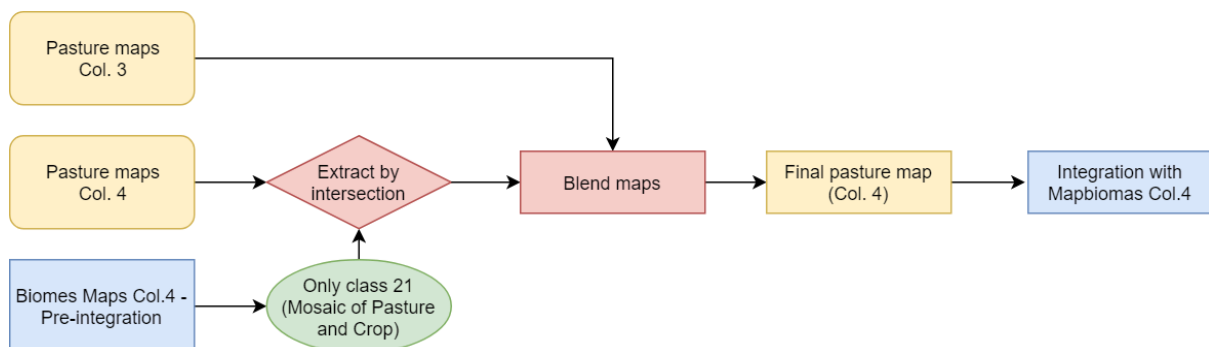 Pasture maps
Col. 3
Pasture maps
Col. 4
Extract by
intersection
Blend maps
Final pasture map
(Col. 4)
Integration with
Mapbiomas Col.4
Biomes Maps Col.4 -
Pre-integration
Only class 21
(Mosaic of Pasture
and Crop)